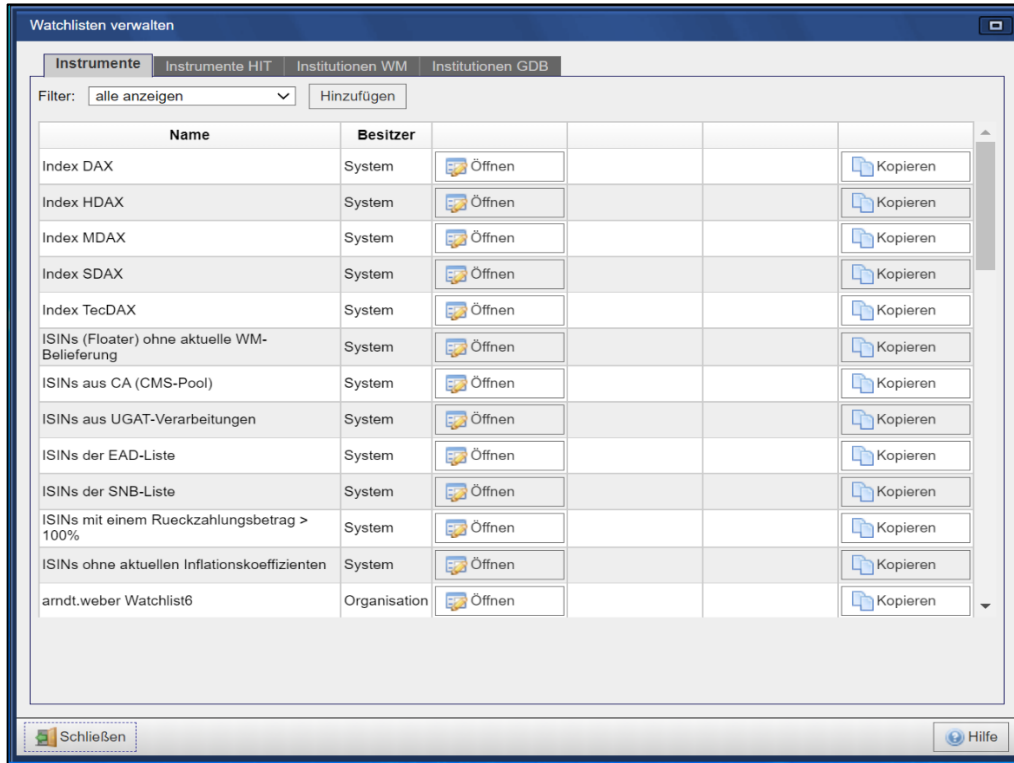 Watchlisten verwalten
Instrumente Instrumente HIT Institutionen WM Institutionen GDB
Filter: alle anzeigen Hinzufügen
Name Besitzer
Index DAX System Öffnen Kopieren
Index HDAX System Öffnen Kopieren
Index MDAX System Öffnen Kopieren
Index SDAX System Öffnen Kopieren
Index TecDAX System Öffnen Kopieren
ISINs (Floater) ohne aktuelle WM-
Belieferung System Öffnen Kopieren
ISINs aus CA (CMS-Pool) System Öffnen Kopieren
ISINs aus UGAT-Verarbeitungen System Öffnen Kopieren
ISINs der EAD-Liste System Öffnen Kopieren
ISINs der SNB-Liste System Öffnen Kopieren
ISINs mit einem Rueckzahlungsbetrag >
100% System Öffnen Kopieren
ISINs ohne aktuellen Inflationskoeffizienten System Öffnen Kopieren
arndt.weber Watchlist6 Organisation Öffnen Kopieren
Schließen Hilfe